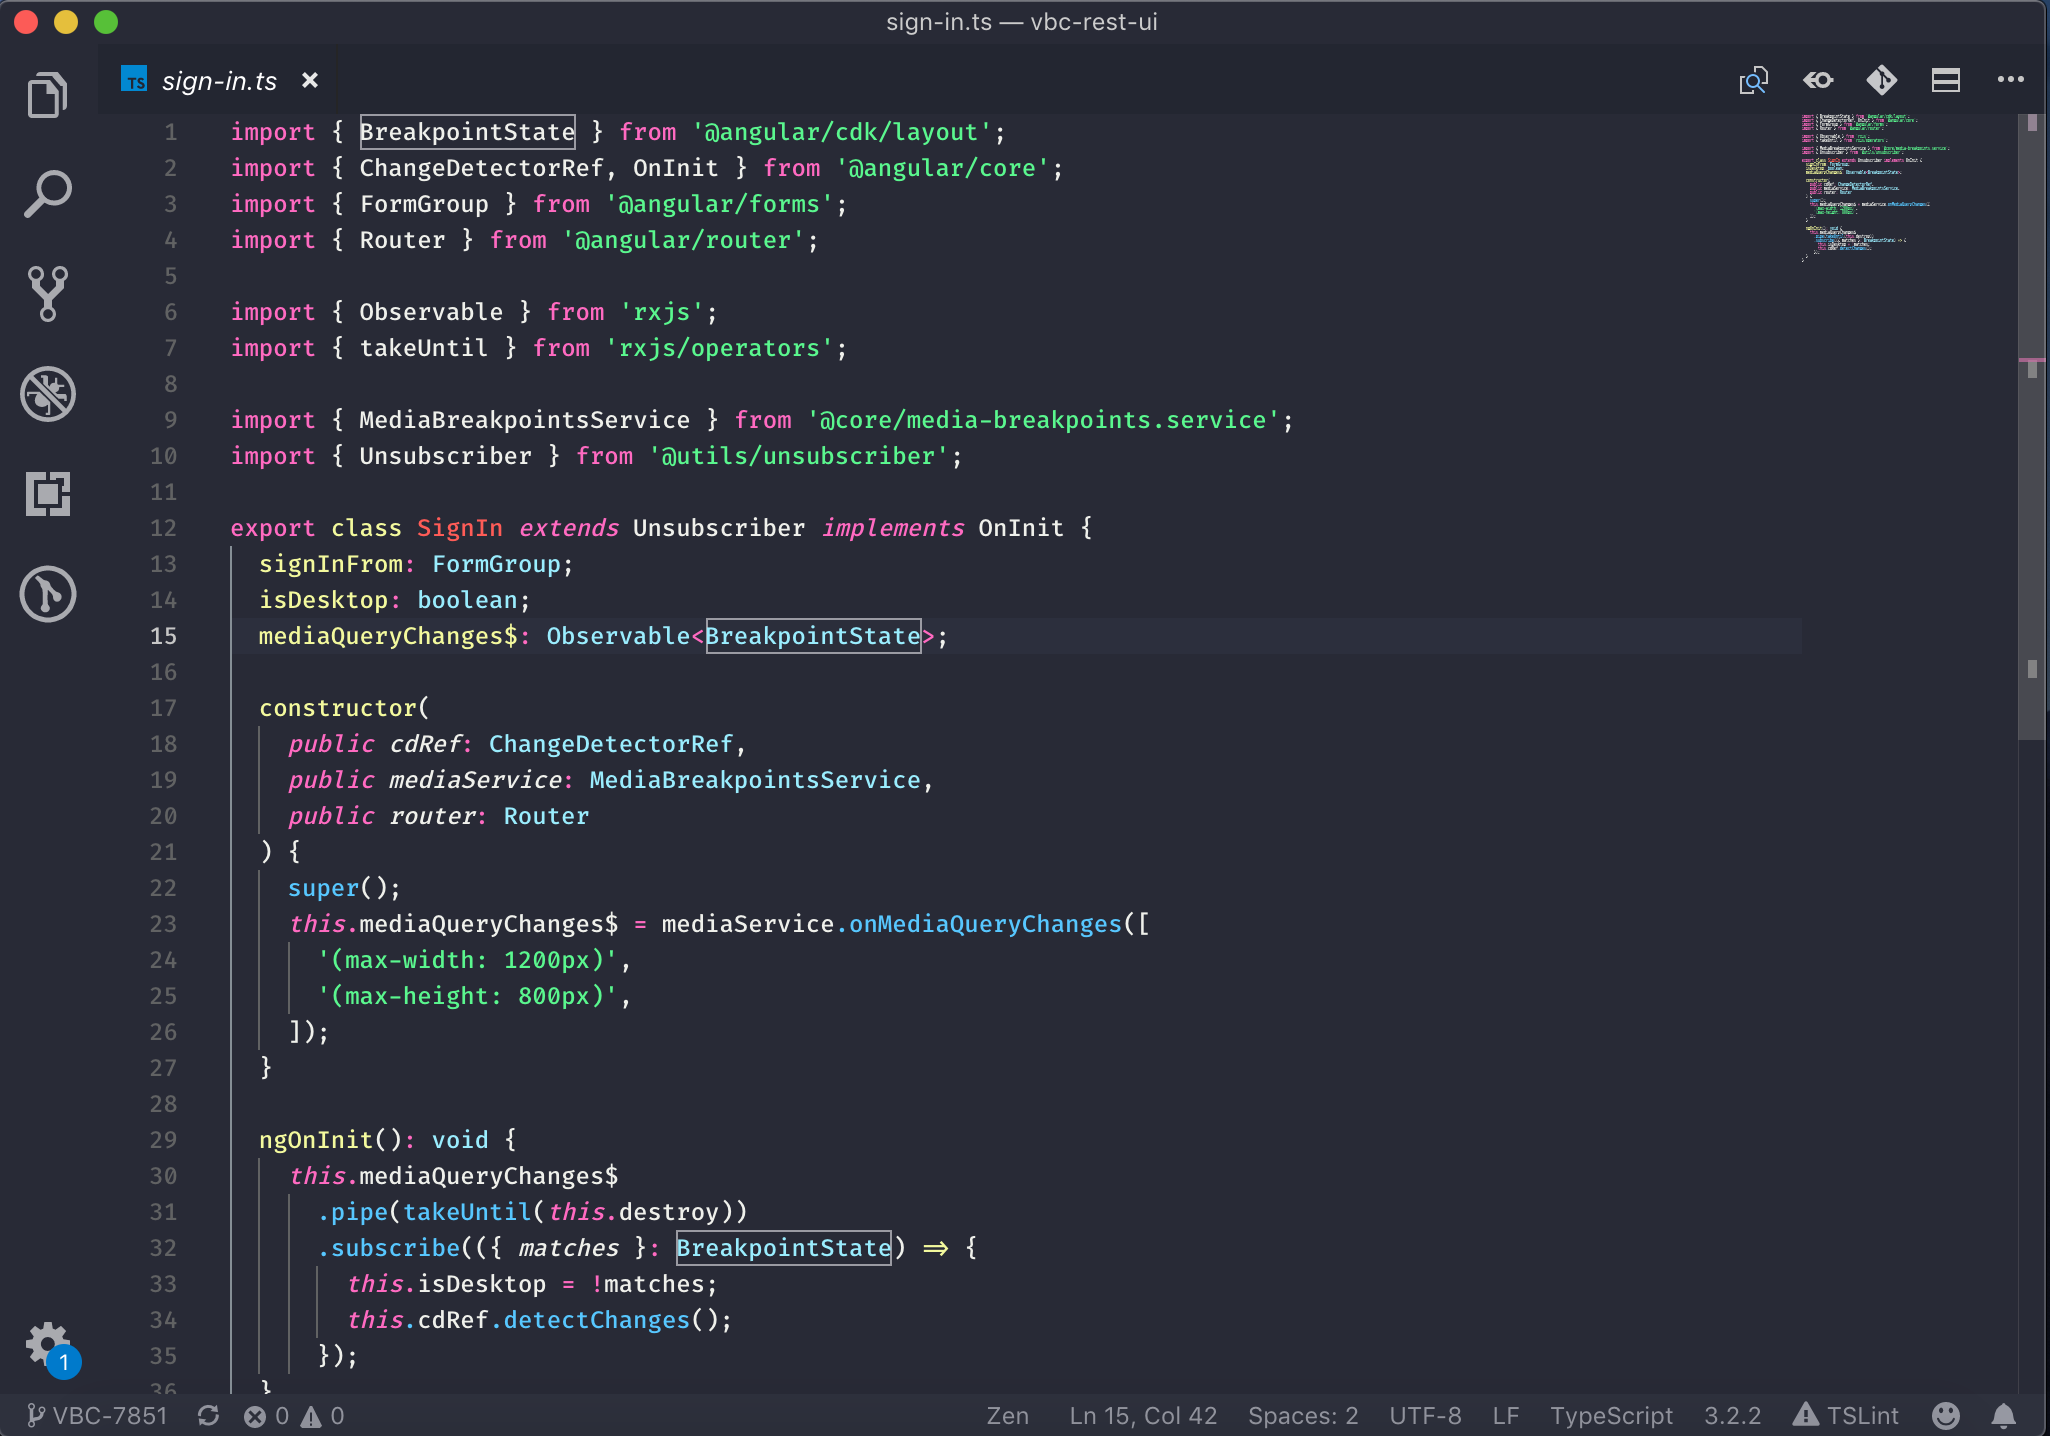 sign-in.ts — vbc-rest-ui
TS sign-in.ts ×
1 import { BreakpointState } from '@angular/cdk/layout';
2 import { ChangeDetectorRef, OnInit } from '@angular/core';
3 import { FormGroup } from '@angular/forms';
4 import { Router } from '@angular/router';
5
6 import { Observable } from 'rxjs';
7 import { takeUntil } from 'rxjs/operators';
8
9 import { MediaBreakpointsService } from '@core/media-breakpoints.service';
10 import { Unsubscriber } from '@utils/unsubscriber';
11
12 export class SignIn extends Unsubscriber implements OnInit {
13   signInFrom: FormGroup;
14   isDesktop: boolean;
15   mediaQueryChanges$: Observable<BreakpointState>;
16
17   constructor(
18     public cdRef: ChangeDetectorRef,
19     public mediaService: MediaBreakpointsService,
20     public router: Router
21   ) {
22     super();
23     this.mediaQueryChanges$ = mediaService.onMediaQueryChanges([
24       '(max-width: 1200px)',
25       '(max-height: 800px)',
26     ]);
27   }
28
29   ngOnInit(): void {
30     this.mediaQueryChanges$
31       .pipe(takeUntil(this.destroy))
32       .subscribe(({ matches }: BreakpointState) => {
33         this.isDesktop = !matches;
34         this.cdRef.detectChanges();
35       });
36   }
1
VBC-7851 0 0 Zen Ln 15, Col 42 Spaces: 2 UTF-8 LF TypeScript 3.2.2 TSLint